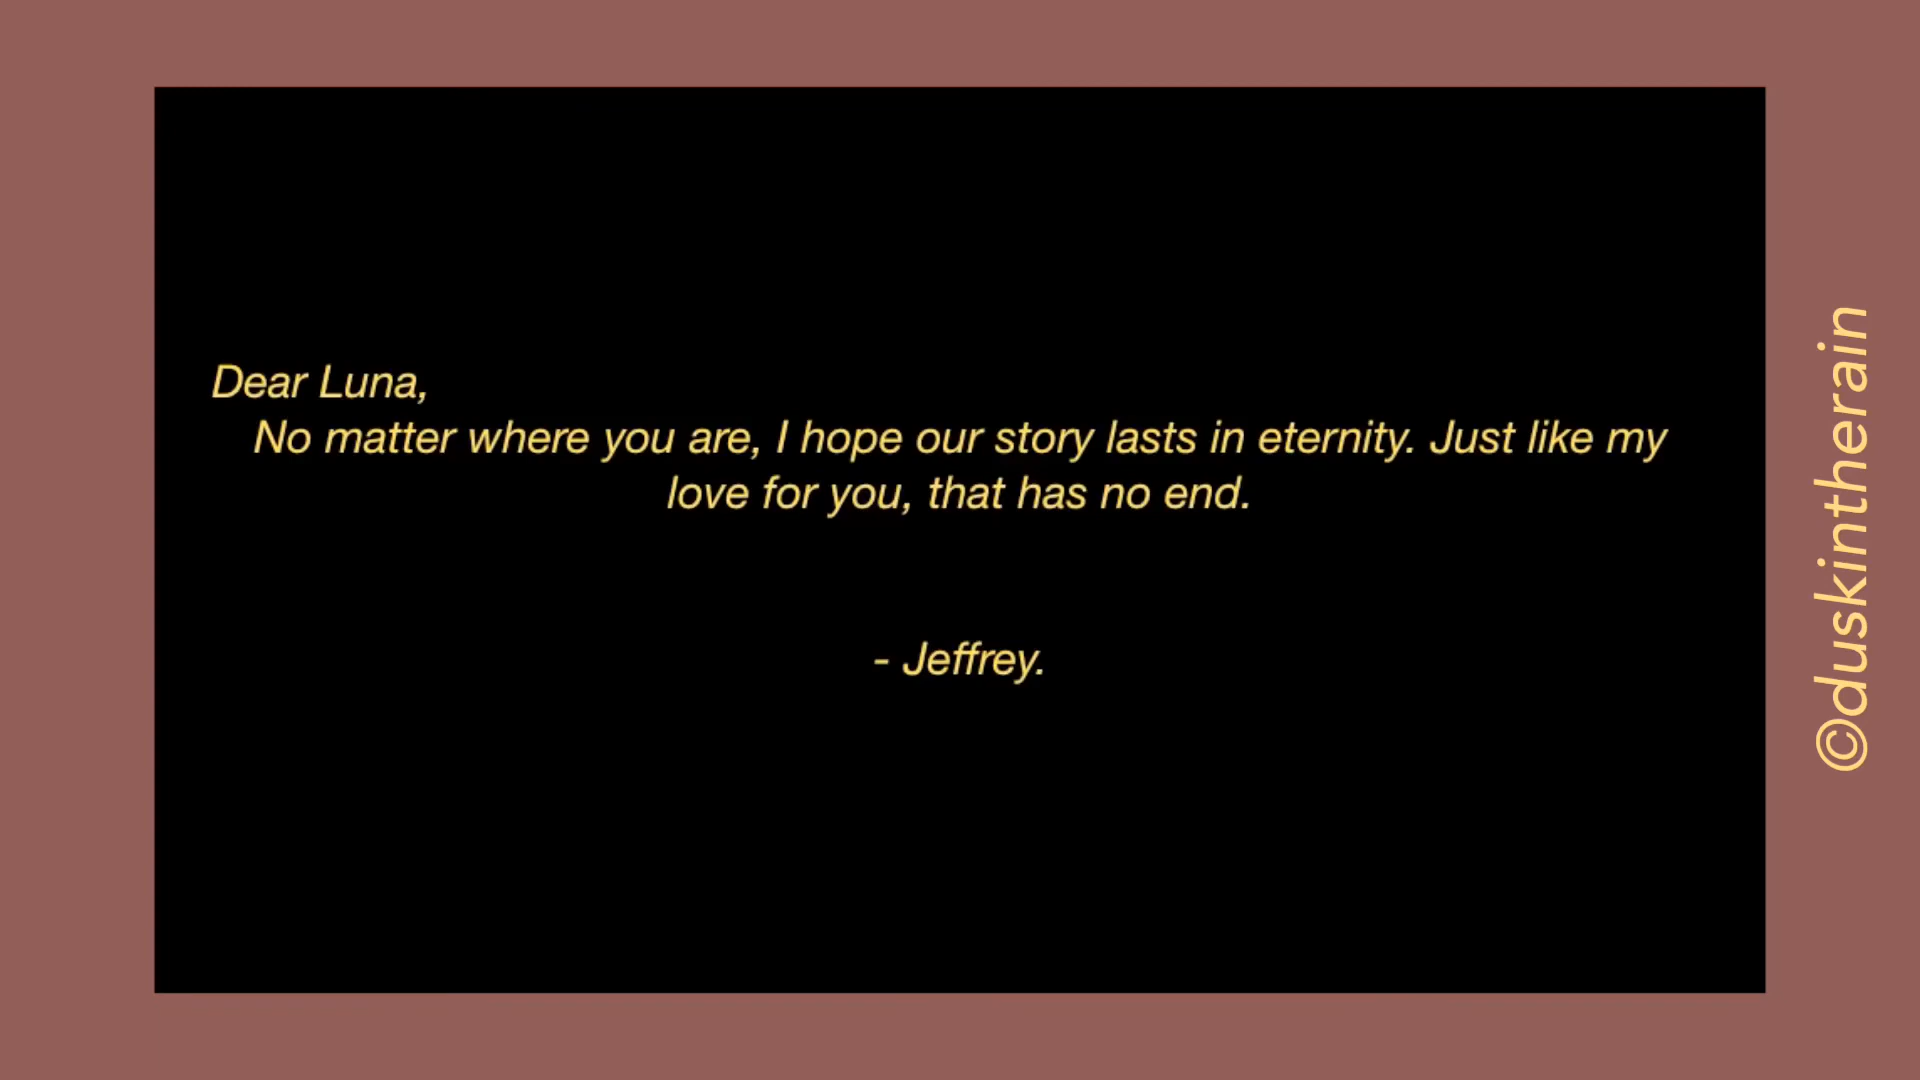 Dear Luna,
No matter where you are, I hope our story lasts in eternity. Just like my
love for you, that has no end.
- Jeffrey.
©duskintherain